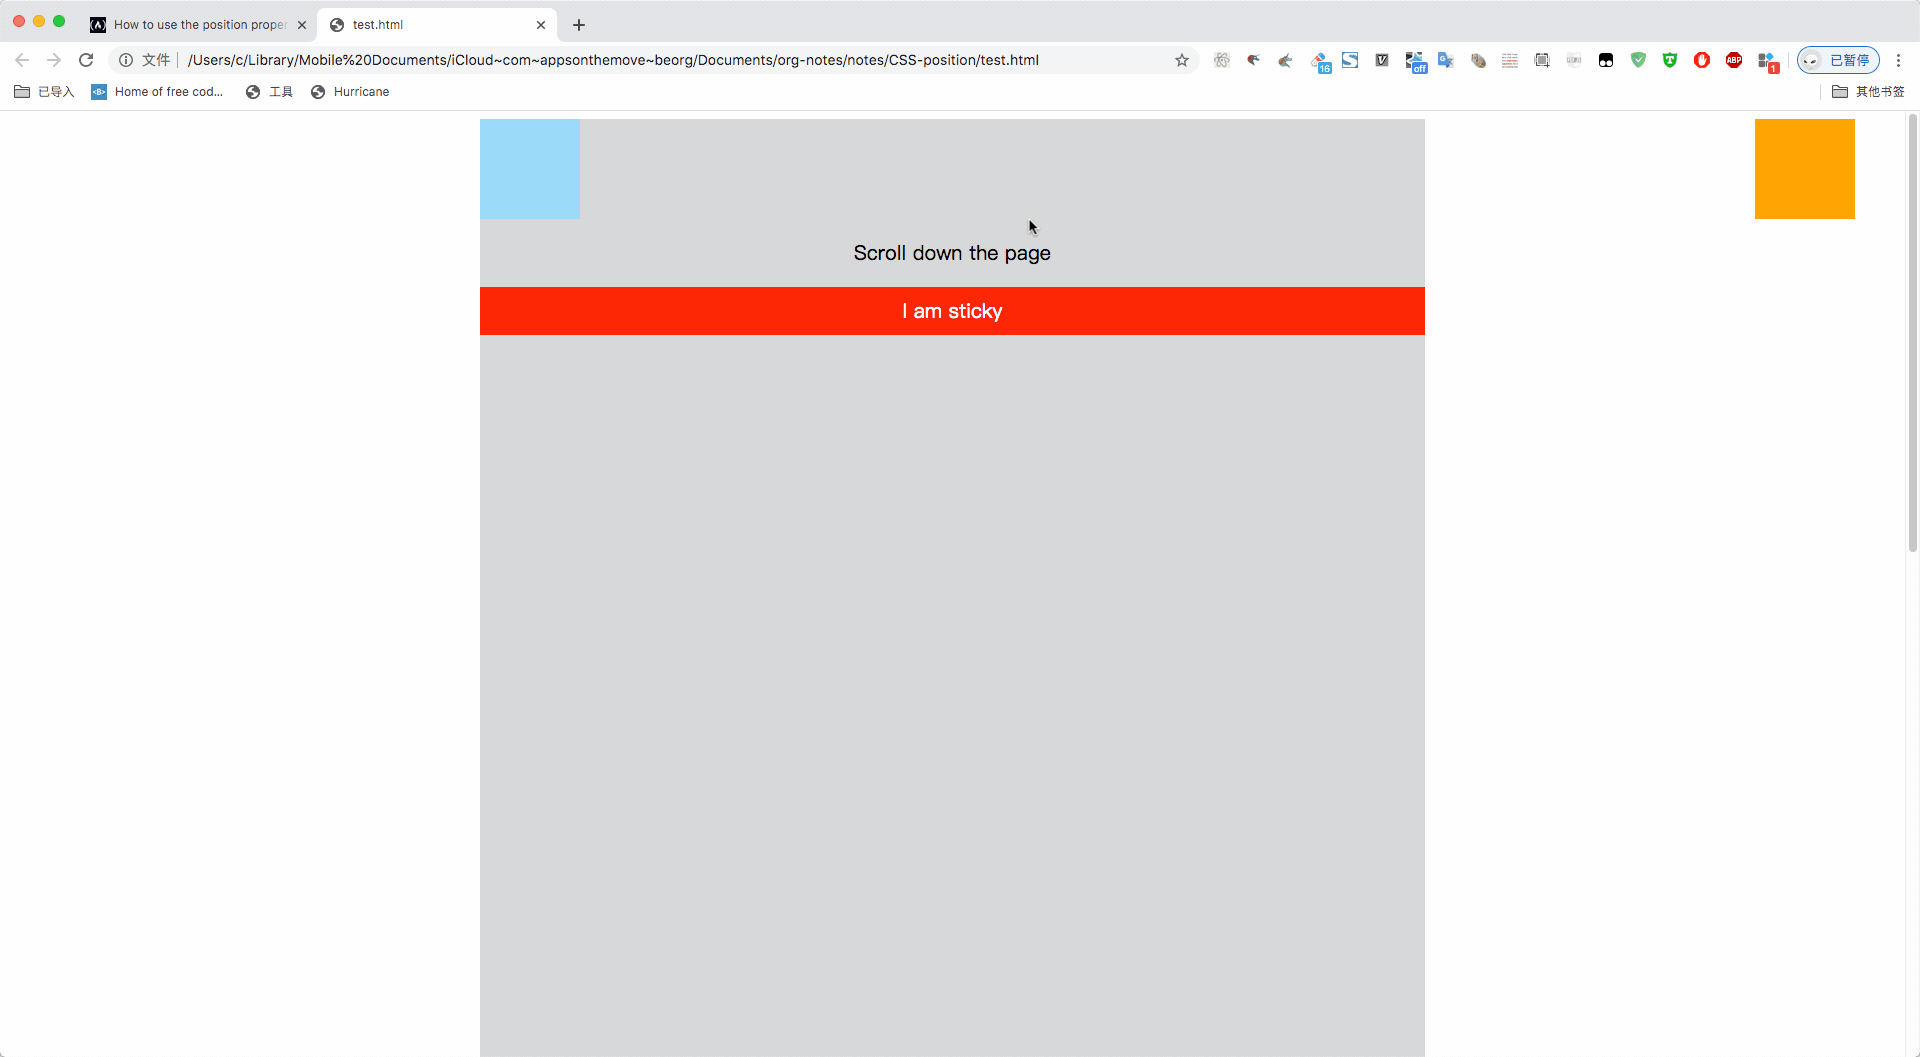 How to use the position proper
test.html
文件
/Users/c/Library/Mobile%20Documents/iCloud~com~appsonthemove~beorg/Documents/org-notes/notes/CSS-position/test.html
16
off
ABP
1
已暂停
已导入
Home of free cod...
工具
Hurricane
其他书签
Scroll down the page
I am sticky